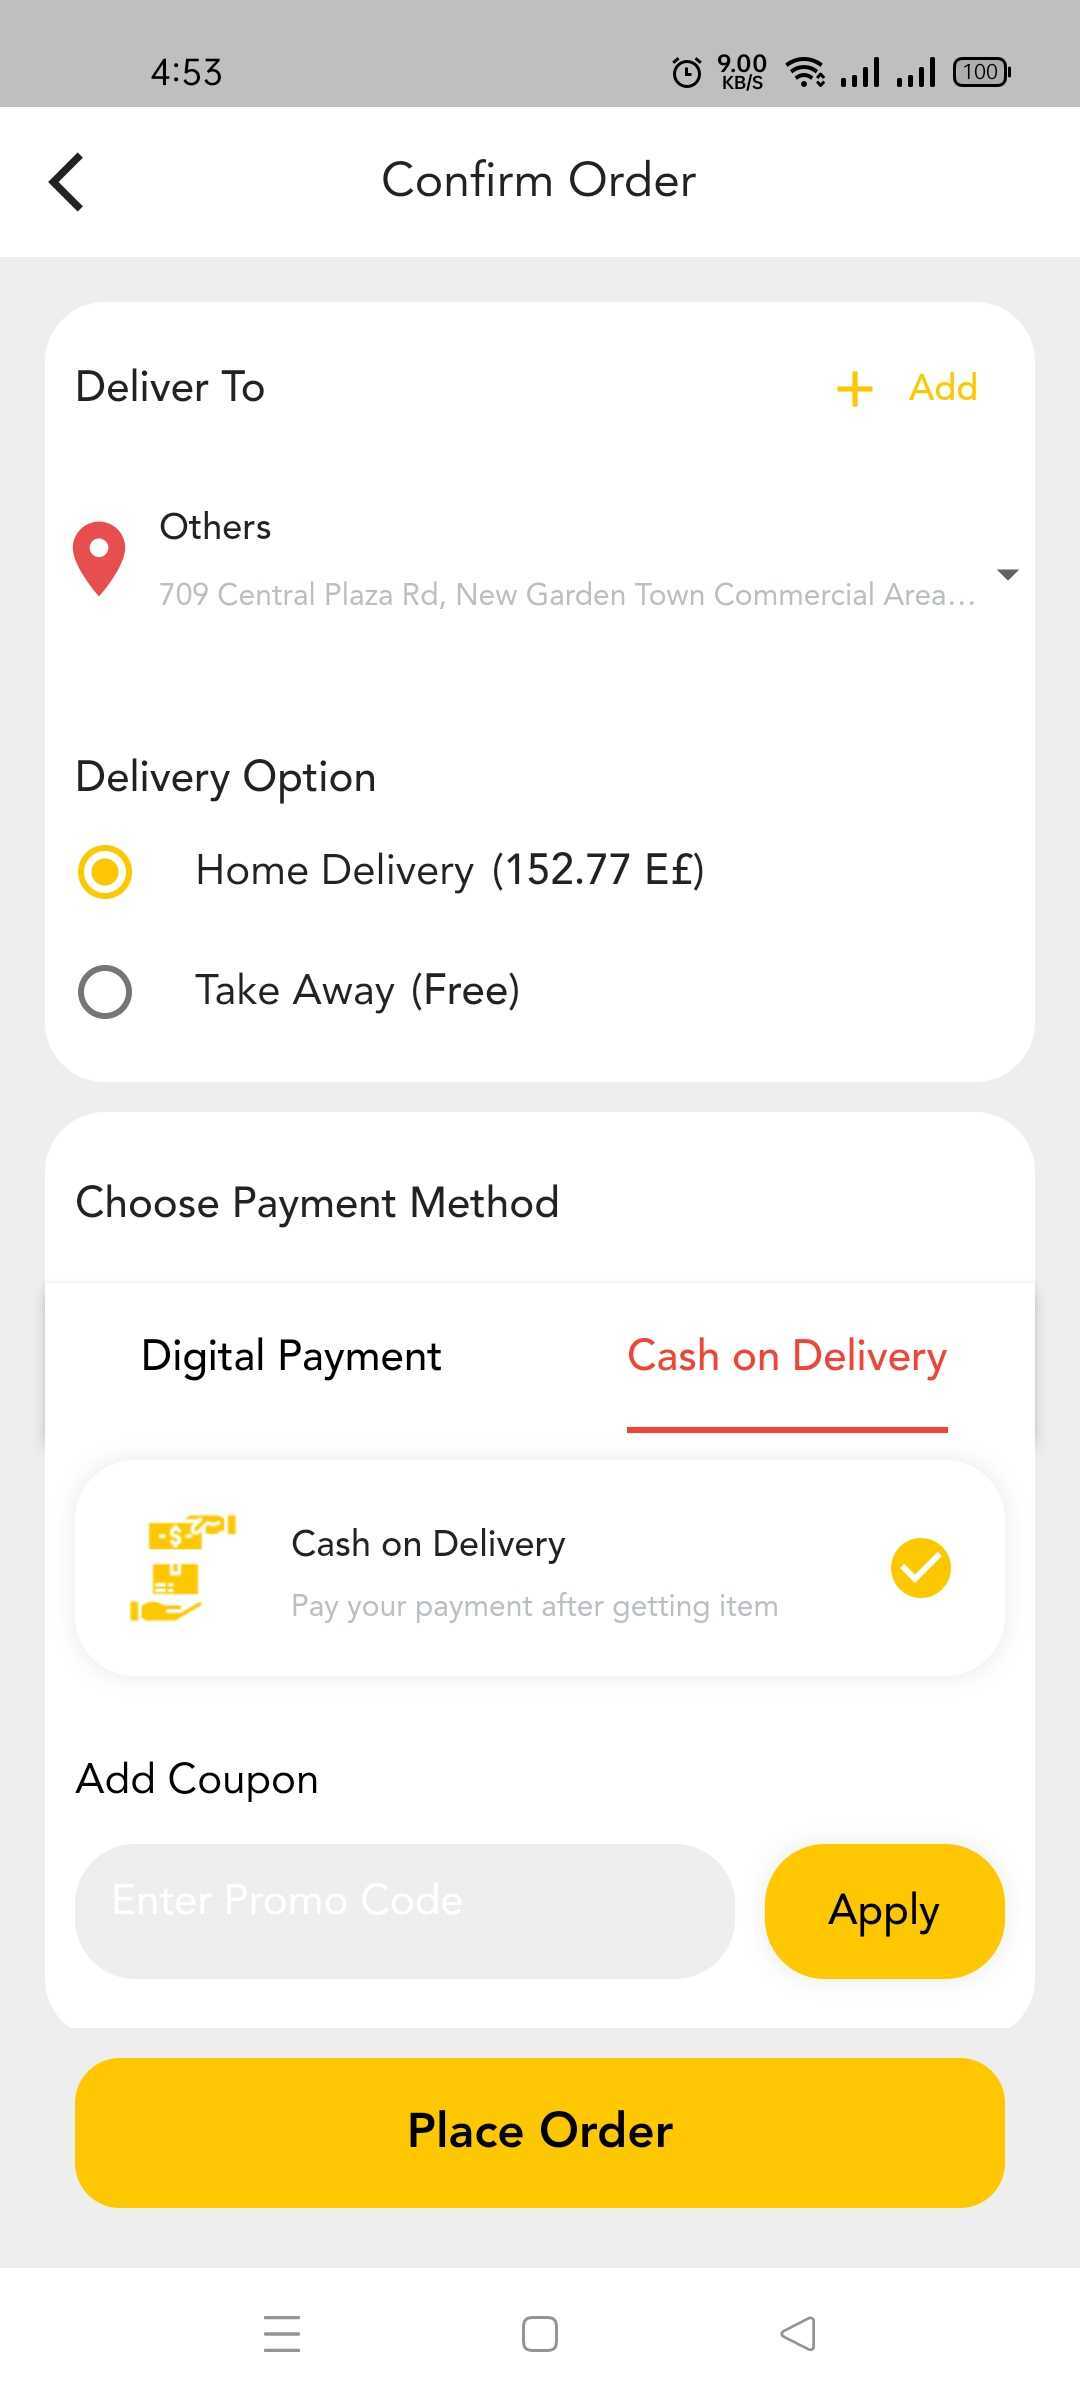 4:53
9.00
KB/S
100
Confirm Order
Deliver To
+ Add
Others
709 Central Plaza Rd, New Garden Town Commercial Area...
Delivery Option
Home Delivery (152.77 E£)
Take Away (Free)
Choose Payment Method
Digital Payment
Cash on Delivery
$
Cash on Delivery
Pay your payment after getting item
Add Coupon
Enter Promo Code
Apply
Place Order